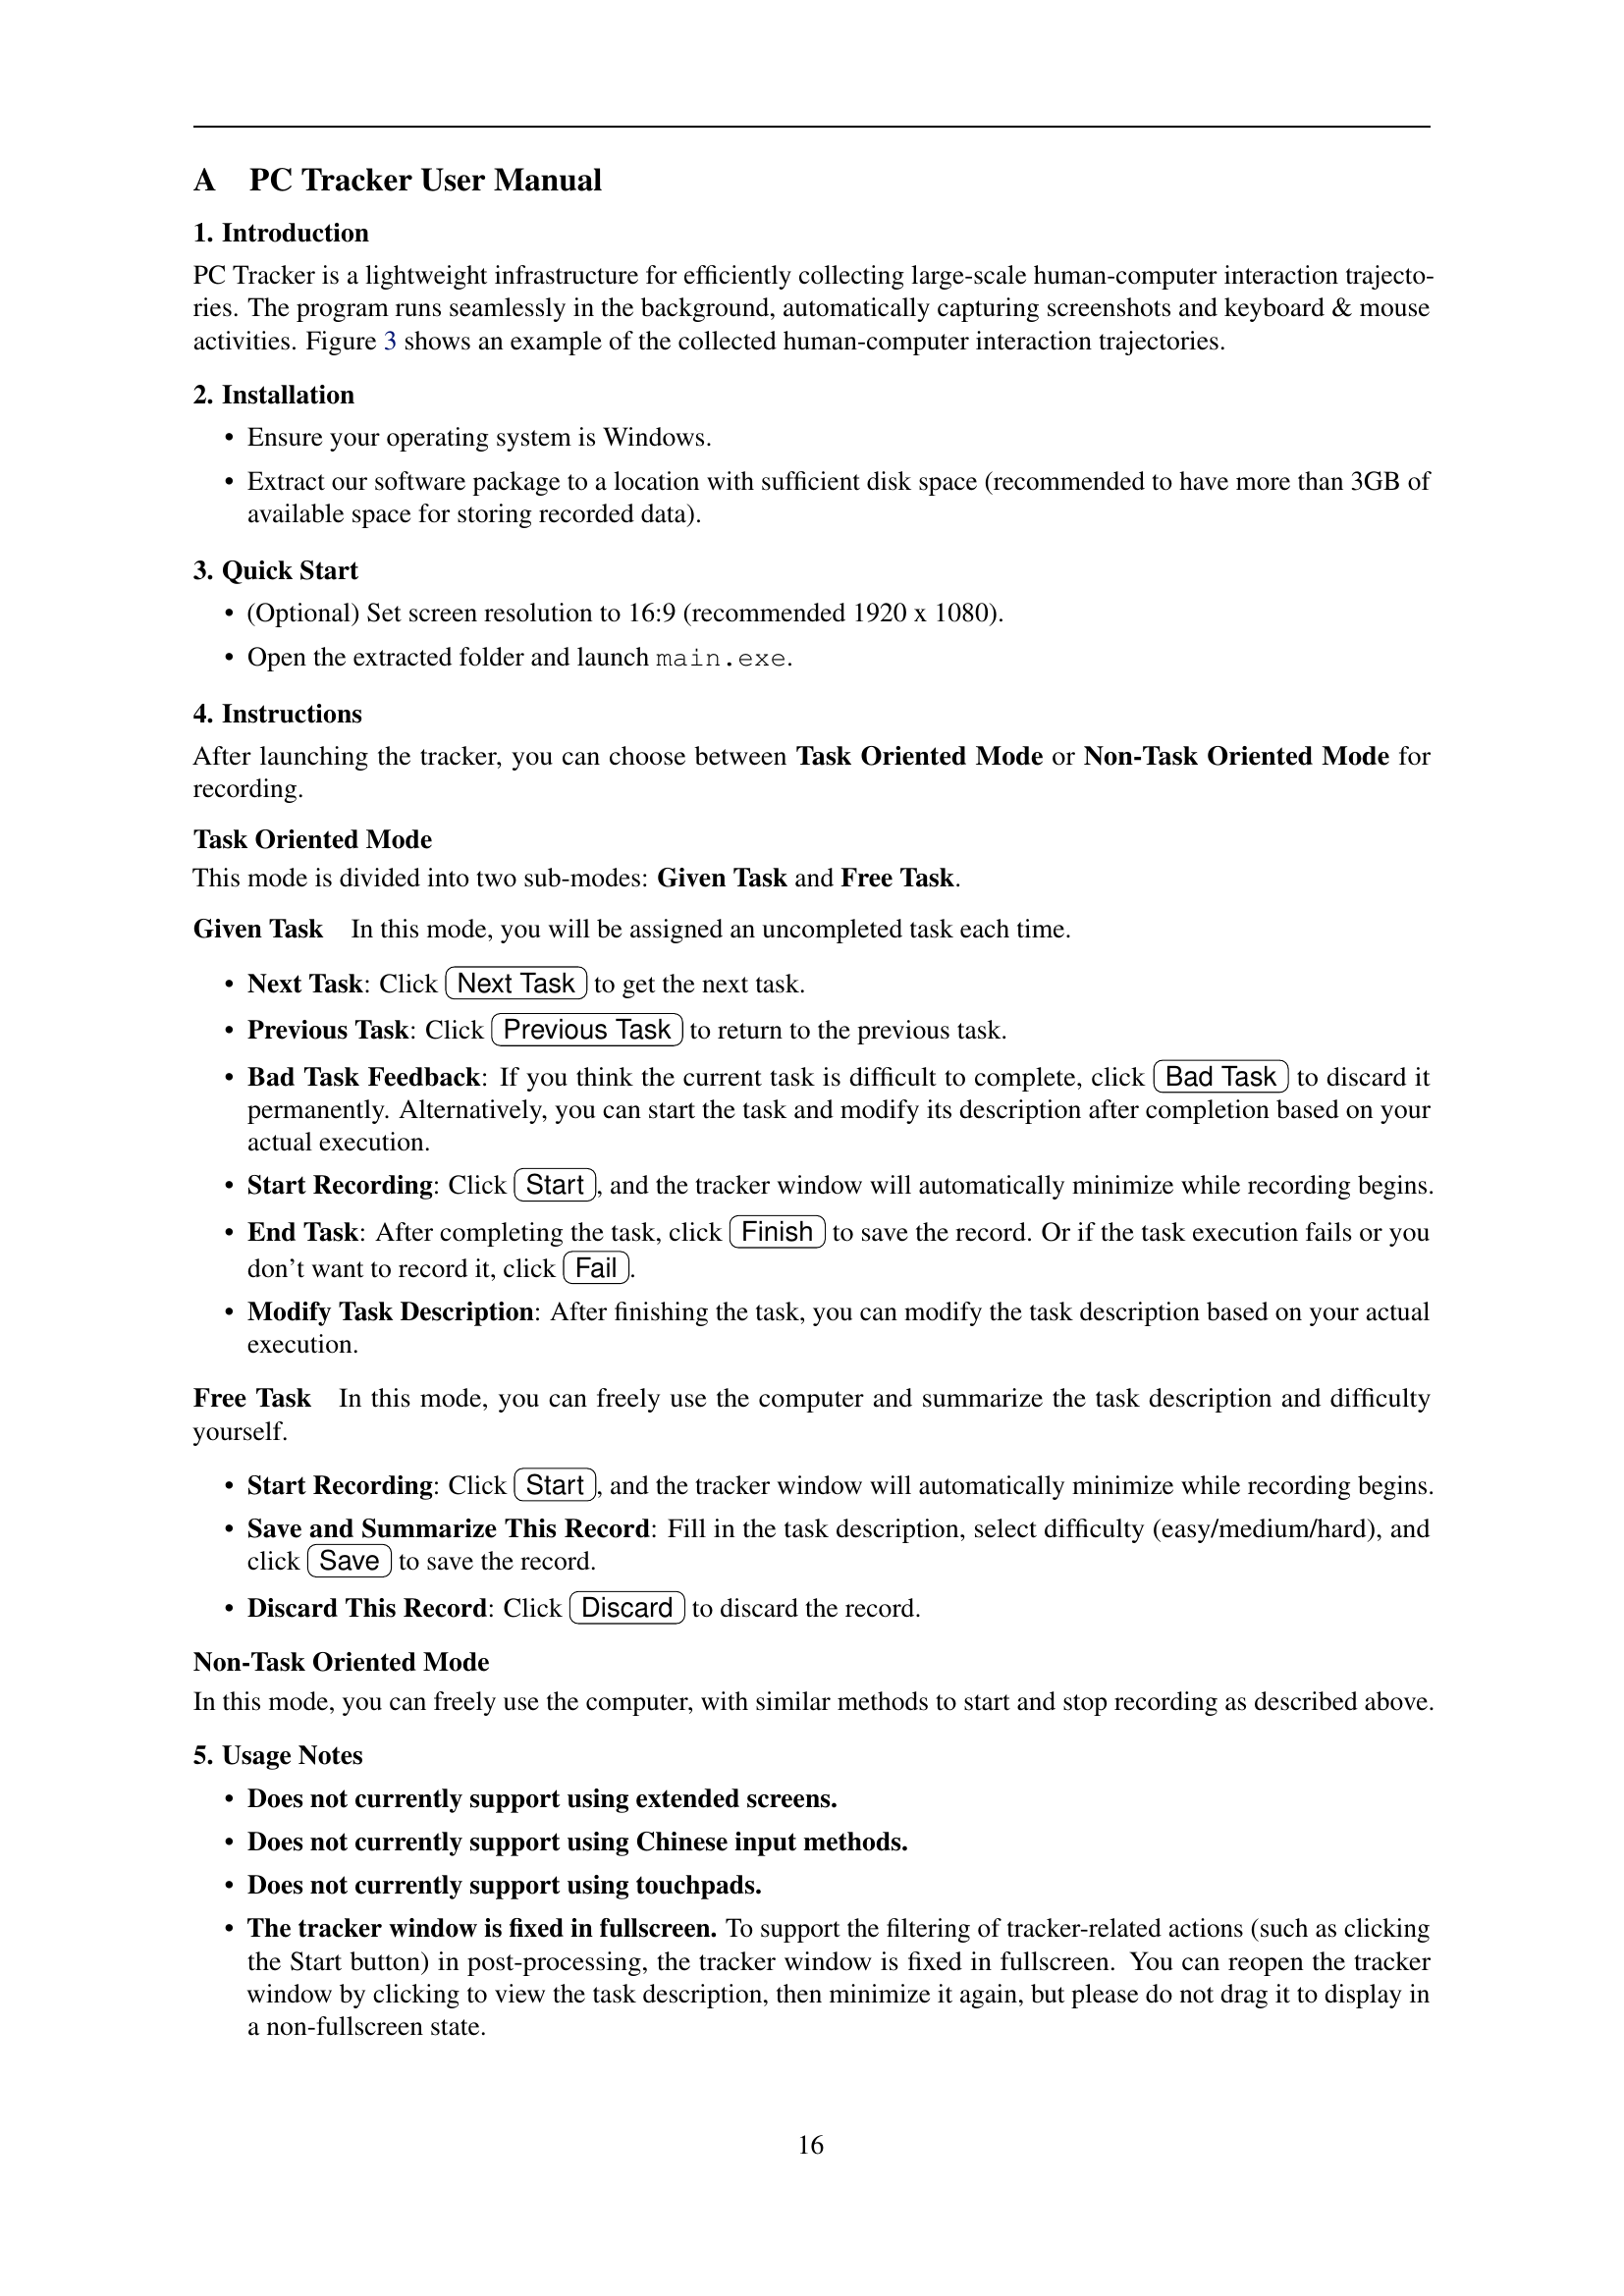 A PC Tracker User Manual
1. Introduction
PC Tracker is a lightweight infrastructure for efficiently collecting large-scale human-computer interaction trajecto-
ries. The program runs seamlessly in the background, automatically capturing screenshots and keyboard & mouse
activities. Figure 3 shows an example of the collected human-computer interaction trajectories.
2. Installation
• Ensure your operating system is Windows.
• Extract our software package to a location with sufficient disk space (recommended to have more than 3GB of
available space for storing recorded data).
3. Quick Start
• (Optional) Set screen resolution to 16:9 (recommended 1920 x 1080).
• Open the extracted folder and launch main.exe.
4. Instructions
After launching the tracker, you can choose between Task Oriented Mode or Non-Task Oriented Mode for
recording.
Task Oriented Mode
This mode is divided into two sub-modes: Given Task and Free Task.
Given Task In this mode, you will be assigned an uncompleted task each time.
• Next Task: Click Next Task to get the next task.
• Previous Task: Click Previous Task to return to the previous task.
• Bad Task Feedback: If you think the current task is difficult to complete, click Bad Task to discard it
permanently. Alternatively, you can start the task and modify its description after completion based on your
actual execution.
• Start Recording: Click Start, and the tracker window will automatically minimize while recording begins.
• End Task: After completing the task, click Finish to save the record. Or if the task execution fails or you
don't want to record it, click Fail.
• Modify Task Description: After finishing the task, you can modify the task description based on your actual
execution.
Free Task In this mode, you can freely use the computer and summarize the task description and difficulty
yourself.
• Start Recording: Click Start, and the tracker window will automatically minimize while recording begins.
• Save and Summarize This Record: Fill in the task description, select difficulty (easy/medium/hard), and
click Save to save the record.
• Discard This Record: Click Discard to discard the record.
Non-Task Oriented Mode
In this mode, you can freely use the computer, with similar methods to start and stop recording as described above.
5. Usage Notes
• Does not currently support using extended screens.
• Does not currently support using Chinese input methods.
• Does not currently support using touchpads.
• The tracker window is fixed in fullscreen. To support the filtering of tracker-related actions (such as clicking
the Start button) in post-processing, the tracker window is fixed in fullscreen. You can reopen the tracker
window by clicking to view the task description, then minimize it again, but please do not drag it to display in
a non-fullscreen state.
16